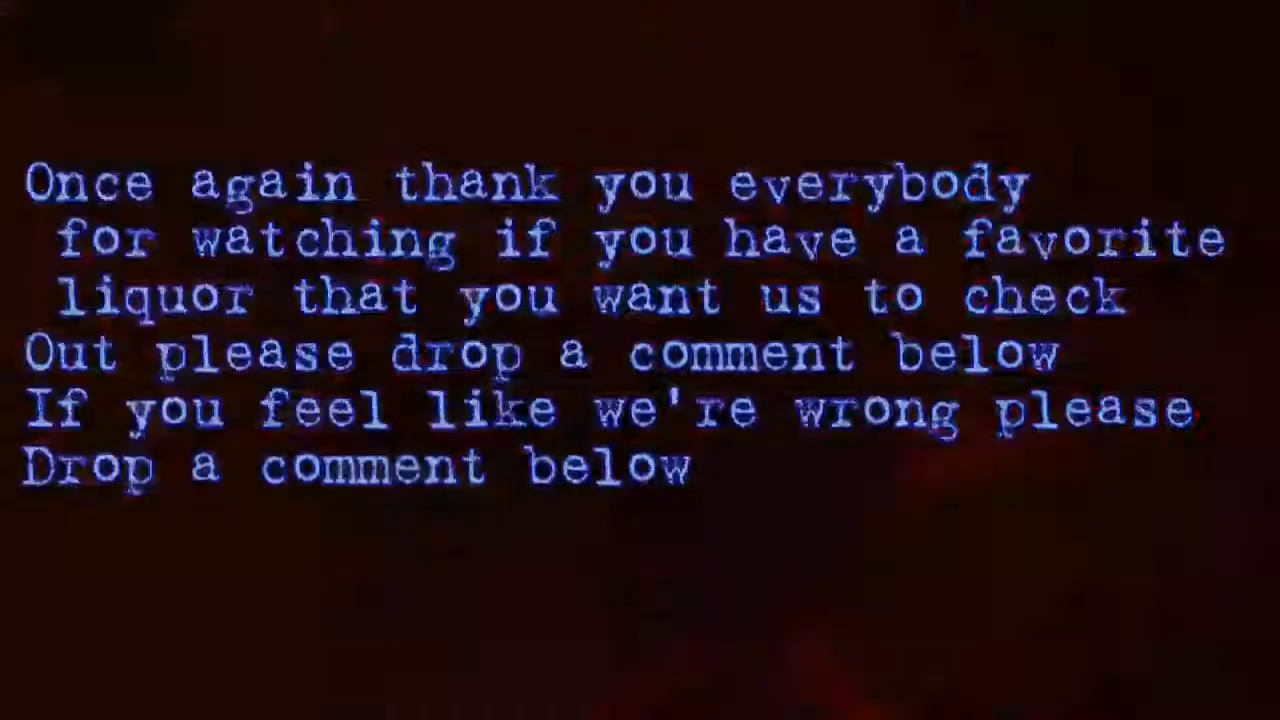 Once again thank you everybody
for watching if you have a favorite
liquor that you want us to check
Out please drop a comment below
If you feel like we're wrong please
Drop a comment below